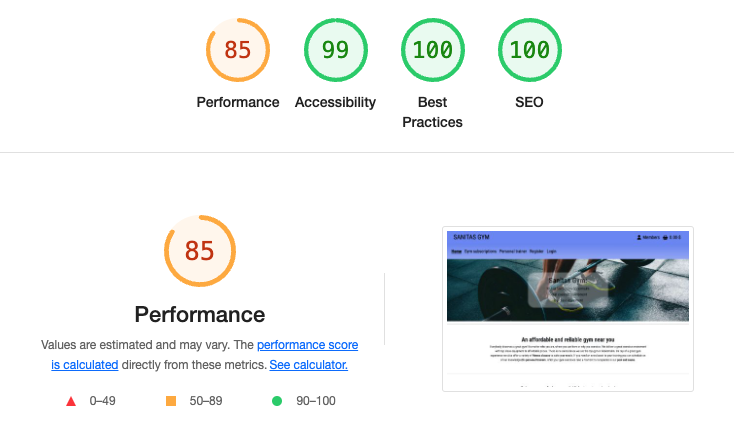 85
99
100
100
Performance
Accessibility
Best
Practices
SEO
85
Performance
Values are estimated and may vary. The performance score
is calculated directly from these metrics. See calculator.
0–49
50–89
90–100
SANITAS GYM
Members
Home Gym subscriptions Personal trainer Register Login
Sanitas Gym
An affordable and reliable gym near you